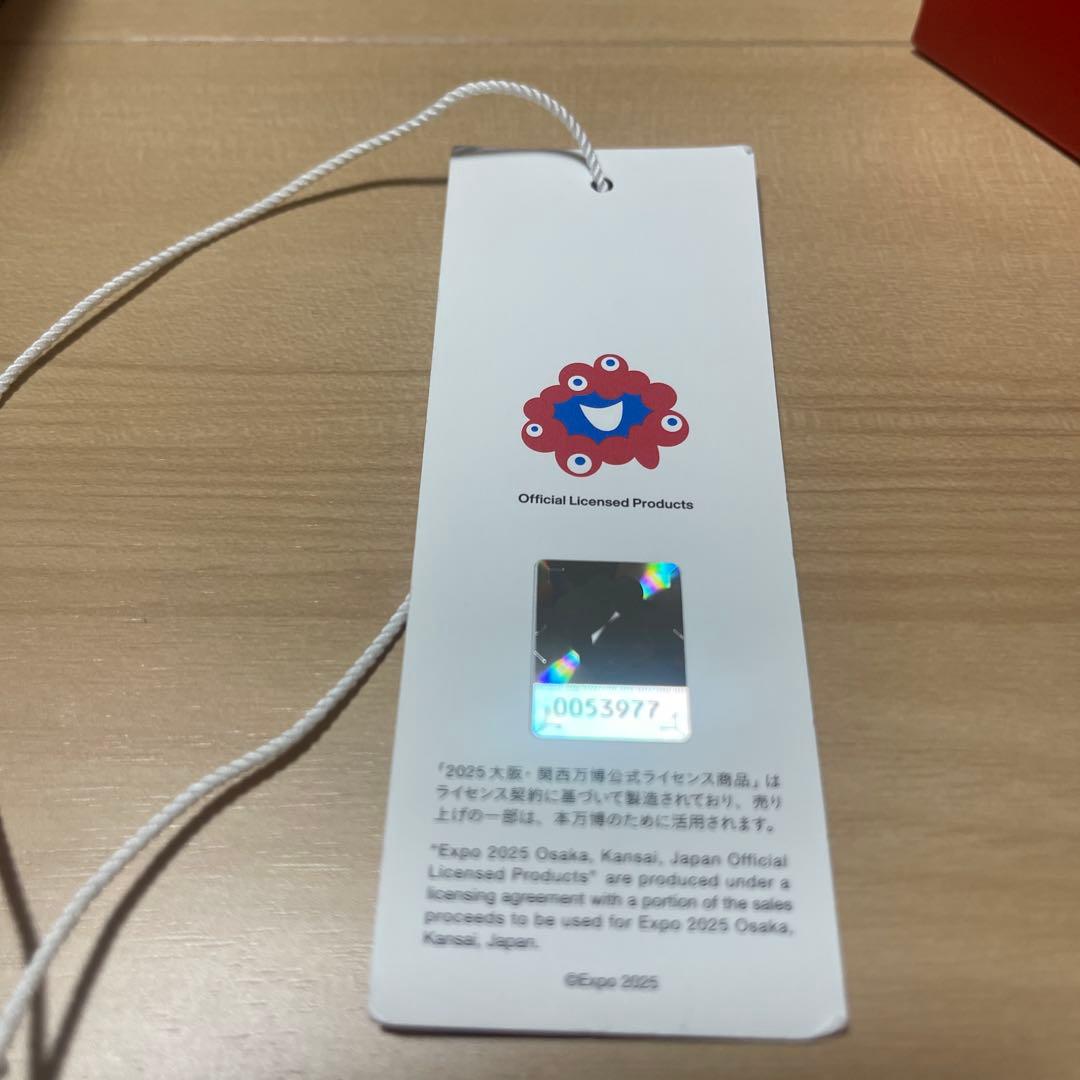 Official Licensed Products
0053977
「2025大阪・関西万博公式ライセンス商品」は
ライセンス契約に基づいて製造されており、売り
上げの一部は、本万博のために活用されます。
"Expo 2025 Osaka, Kansai, Japan Official
Licensed Products" are produced under a
licensing agreement with a portion of the sales
proceeds to be used for Expo 2025 Osaka,
Kansai, Japan.
©Expo 2025